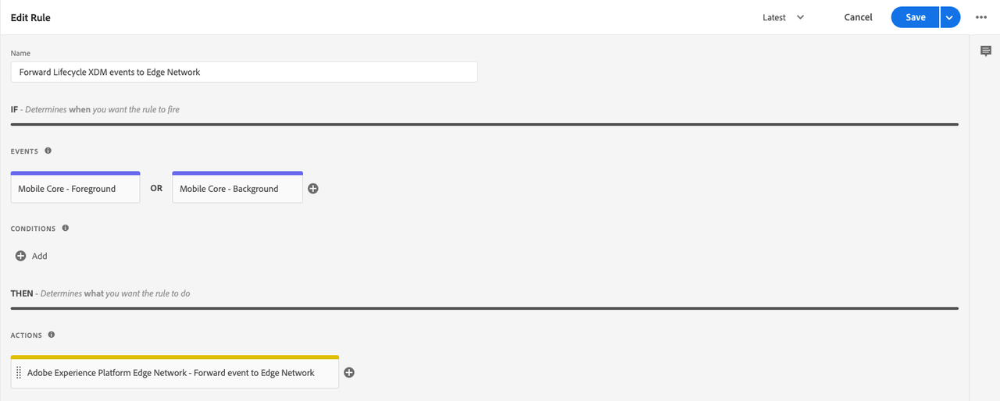 Edit Rule
Latest
Cancel
Save
Name
Forward Lifecycle XDM events to Edge Network
IF - Determines when you want the rule to fire
EVENTS
Mobile Core - Foreground
OR
Mobile Core - Background
CONDITIONS
Add
THEN - Determines what you want the rule to do
ACTIONS
Adobe Experience Platform Edge Network - Forward event to Edge Network